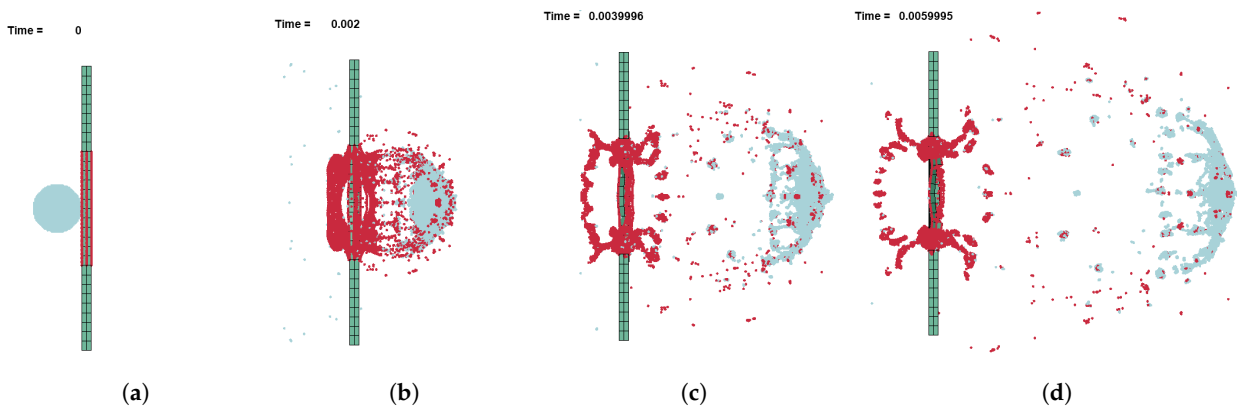 Time = 0
Time = 0.002
Time = 0.0039996
Time = 0.0059995
(a)
(b)
(c)
(d)